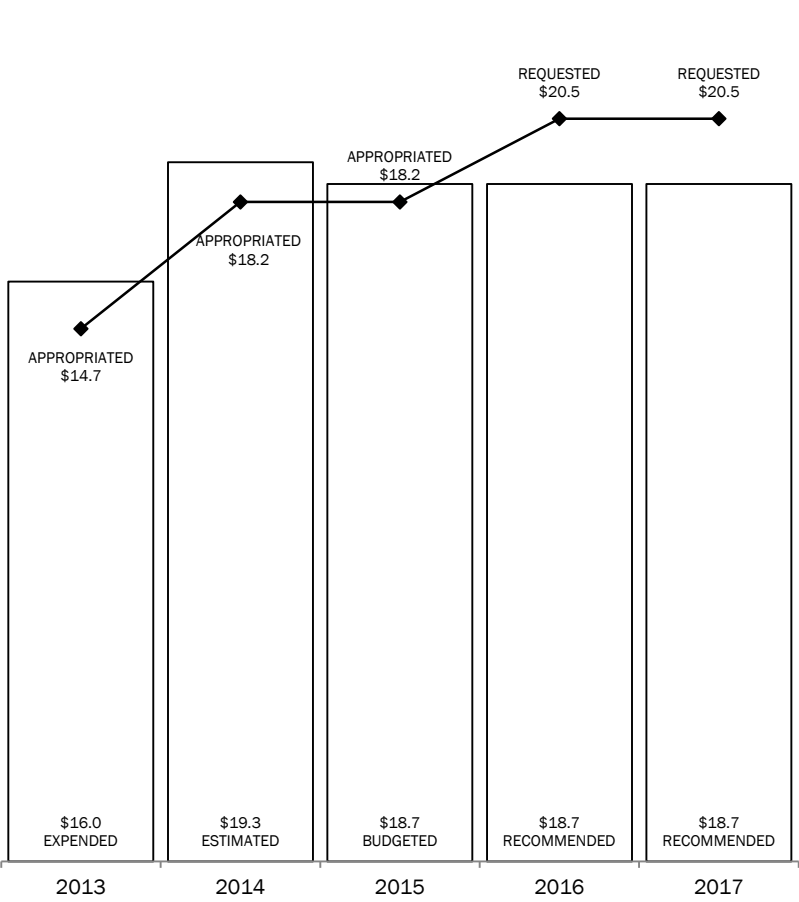 REQUESTED
$20.5
REQUESTED
$20.5
APPROPRIATED
$18.2
APPROPRIATED
$18.2
APPROPRIATED
$14.7
$16.0
EXPENDED
$19.3
ESTIMATED
$18.7
BUDGETED
$18.7
RECOMMENDED
$18.7
RECOMMENDED
2013
2014
2015
2016
2017